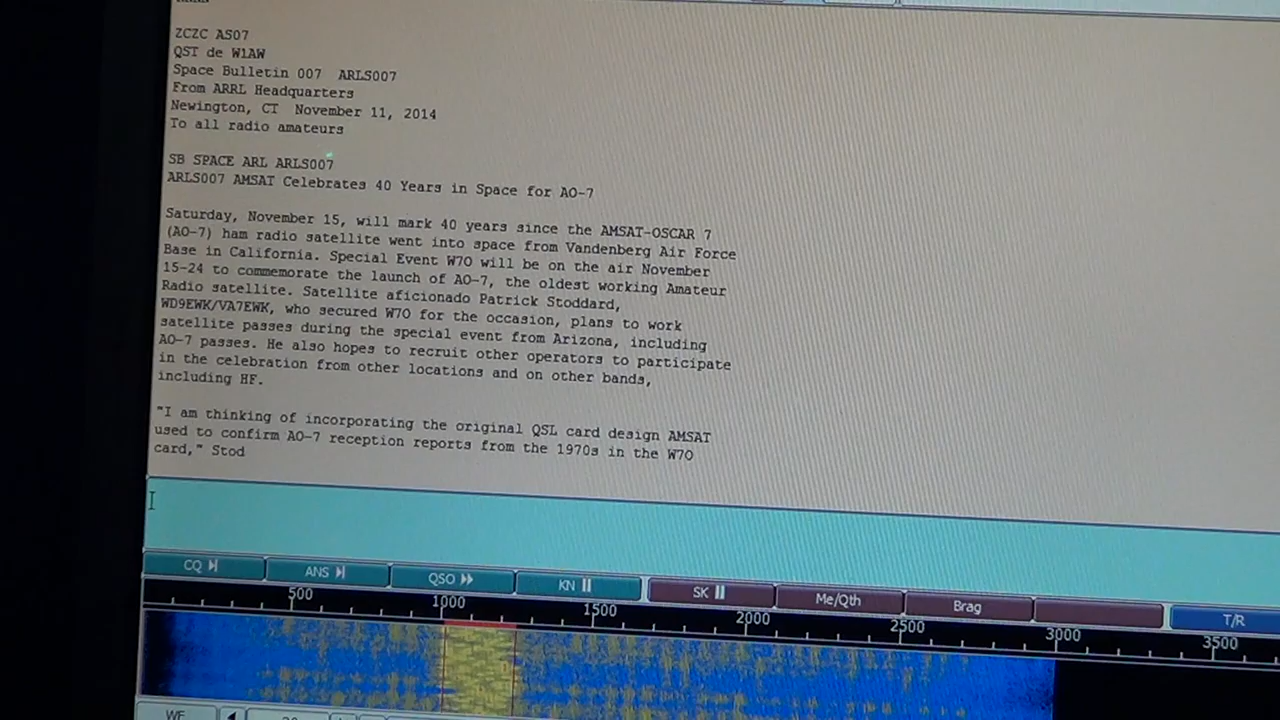 ZCZC AS07
QST de W1AW
Space Bulletin 007  ARLS007
From ARRL Headquarters
Newington, CT  November 11, 2014
To all radio amateurs
SB SPACE ARL ARLS007
ARLS007 AMSAT Celebrates 40 Years in Space for AO-7
Saturday, November 15, will mark 40 years since the AMSAT-OSCAR 7
(AO-7) ham radio satellite went into space from Vandenberg Air Force
Base in California. Special Event W7O will be on the air November
15-24 to commemorate the launch of AO-7, the oldest working Amateur
Radio satellite. Satellite aficionado Patrick Stoddard,
WD9EWK/VA7EWK, who secured W7O for the occasion, plans to work
satellite passes during the special event from Arizona, including
AO-7 passes. He also hopes to recruit other operators to participate
in the celebration from other locations and on other bands,
including HF.
"I am thinking of incorporating the original QSL card design AMSAT
used to confirm AO-7 reception reports from the 1970s in the W7O
card," Stod
CQ ANS QSO KN SK Me/Qth Brag T/R
500 1000 1500 2000 2500 3000 3500
WF